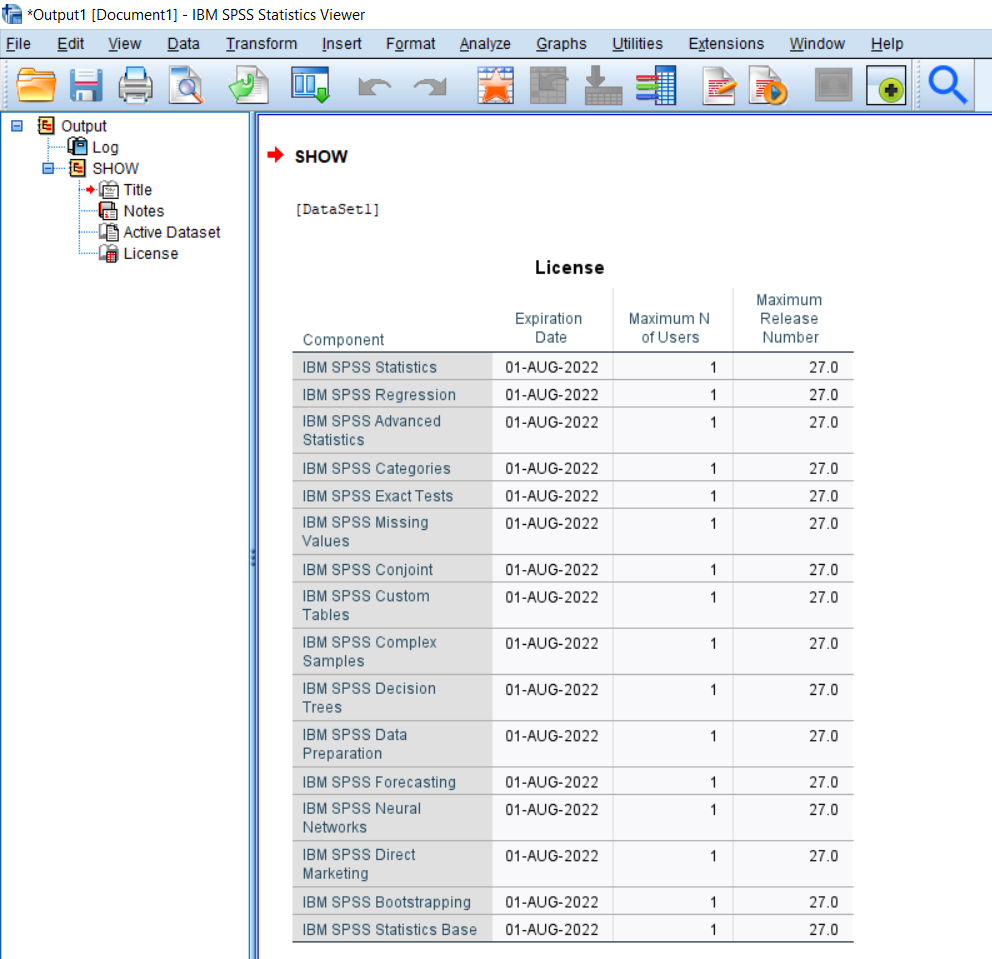 *Output1 [Document1] - IBM SPSS Statistics Viewer
File Edit View Data Transform Insert Format Analyze Graphs Utilities Extensions Window Help
Output
Log
SHOW
Title
Notes
Active Dataset
License
SHOW
[DataSet1]
License
Component Expiration Date Maximum N of Users Maximum Release Number
IBM SPSS Statistics 01-AUG-2022 1 27.0
IBM SPSS Regression 01-AUG-2022 1 27.0
IBM SPSS Advanced Statistics 01-AUG-2022 1 27.0
IBM SPSS Categories 01-AUG-2022 1 27.0
IBM SPSS Exact Tests 01-AUG-2022 1 27.0
IBM SPSS Missing Values 01-AUG-2022 1 27.0
IBM SPSS Conjoint 01-AUG-2022 1 27.0
IBM SPSS Custom Tables 01-AUG-2022 1 27.0
IBM SPSS Complex Samples 01-AUG-2022 1 27.0
IBM SPSS Decision Trees 01-AUG-2022 1 27.0
IBM SPSS Data Preparation 01-AUG-2022 1 27.0
IBM SPSS Forecasting 01-AUG-2022 1 27.0
IBM SPSS Neural Networks 01-AUG-2022 1 27.0
IBM SPSS Direct Marketing 01-AUG-2022 1 27.0
IBM SPSS Bootstrapping 01-AUG-2022 1 27.0
IBM SPSS Statistics Base 01-AUG-2022 1 27.0